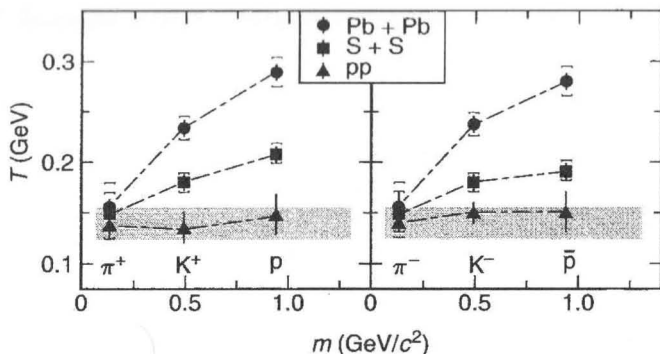 Pb + Pb
S + S
pp
T (GeV)
0.3
0.2
0.1
π⁺ K⁺ p
π⁻ K⁻ p̄
0 0.5 1.0
0 0.5 1.0
m (GeV/c²)